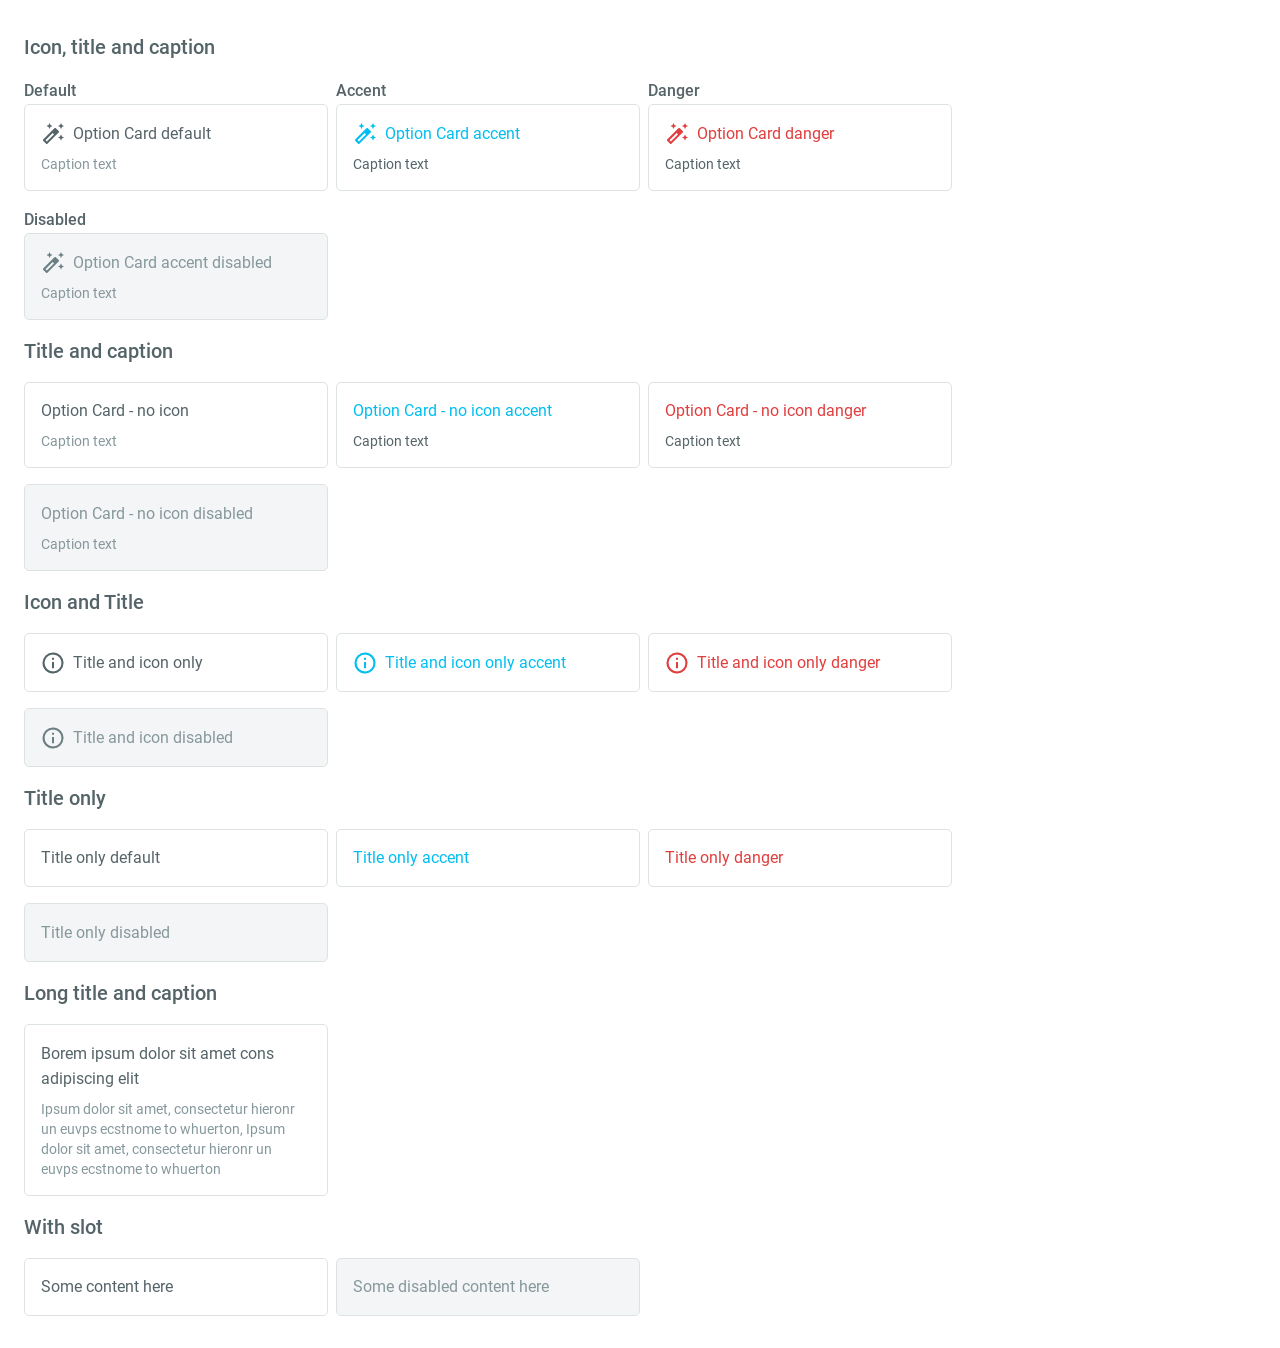 Icon, title and caption
Default
Accent
Danger
Option Card default
Option Card accent
Option Card danger
Caption text
Caption text
Caption text
Disabled
Option Card accent disabled
Caption text
Title and caption
Option Card - no icon
Option Card - no icon accent
Option Card - no icon danger
Caption text
Caption text
Caption text
Option Card - no icon disabled
Caption text
Icon and Title
Title and icon only
Title and icon only accent
Title and icon only danger
Title and icon disabled
Title only
Title only default
Title only accent
Title only danger
Title only disabled
Long title and caption
Borem ipsum dolor sit amet cons
adipiscing elit
Ipsum dolor sit amet, consectetur hieronr
un euvps ecstnome to whuerton, Ipsum
dolor sit amet, consectetur hieronr un
euvps ecstnome to whuerton
With slot
Some content here
Some disabled content here